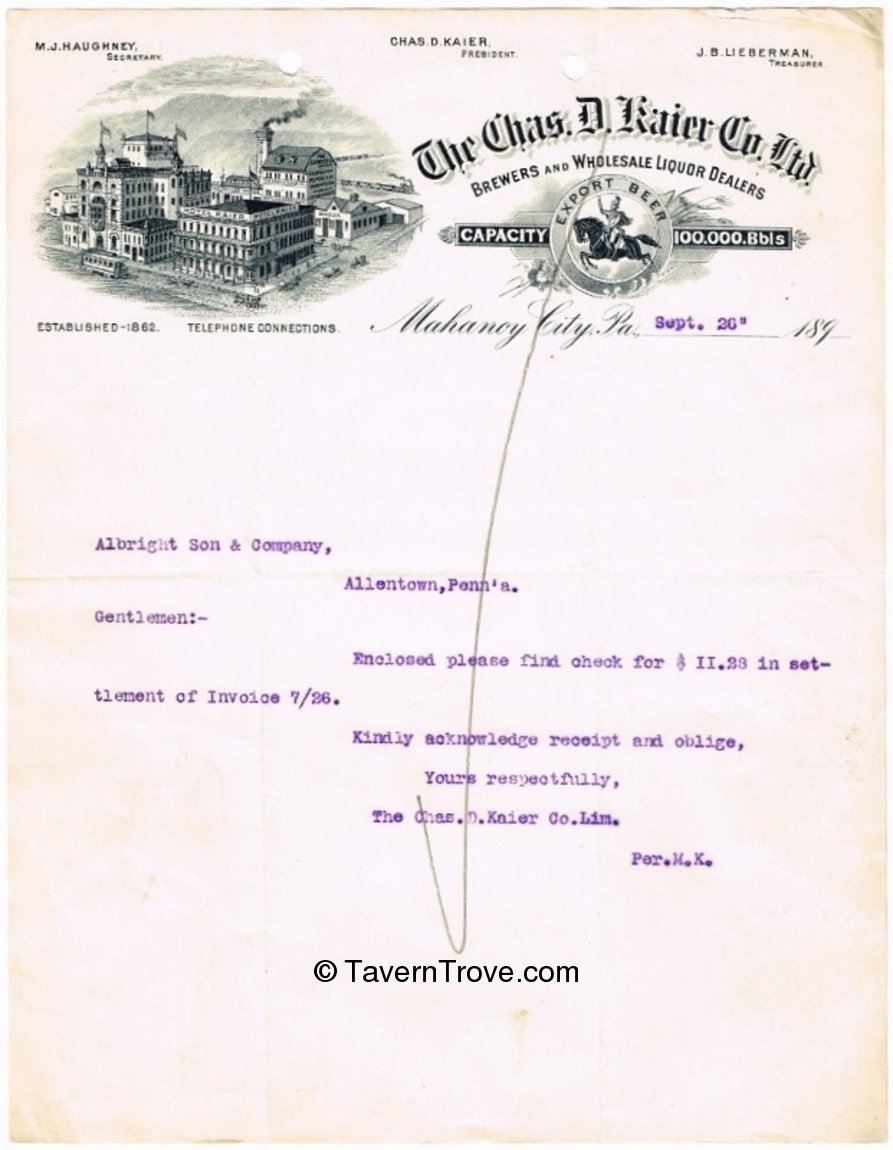 M.J.HAUGHNEY,
SECRETARY.
CHAS.D.KAIER,
PRESIDENT.
J.B.LIEBERMAN,
TREASURER.
The Chas. D. Kaier Co. Ltd.
BREWERS AND WHOLESALE LIQUOR DEALERS
EXPORT BEER
CAPACITY 100.000.Bbls
ESTABLISHED-1862. TELEPHONE CONNECTIONS.
Mahanoy City, Pa., Sept. 26" 189
Albright Son & Company,
Allentown,Penn'a.
Gentlemen:-
Enclosed please find check for $ II.28 in set-
tlement of Invoice 7/26.
Kindly acknowledge receipt and oblige,
Yours respectfully,
The Chas.D.Kaier Co.Lim.
Per.M.K.
© TavernTrove.com